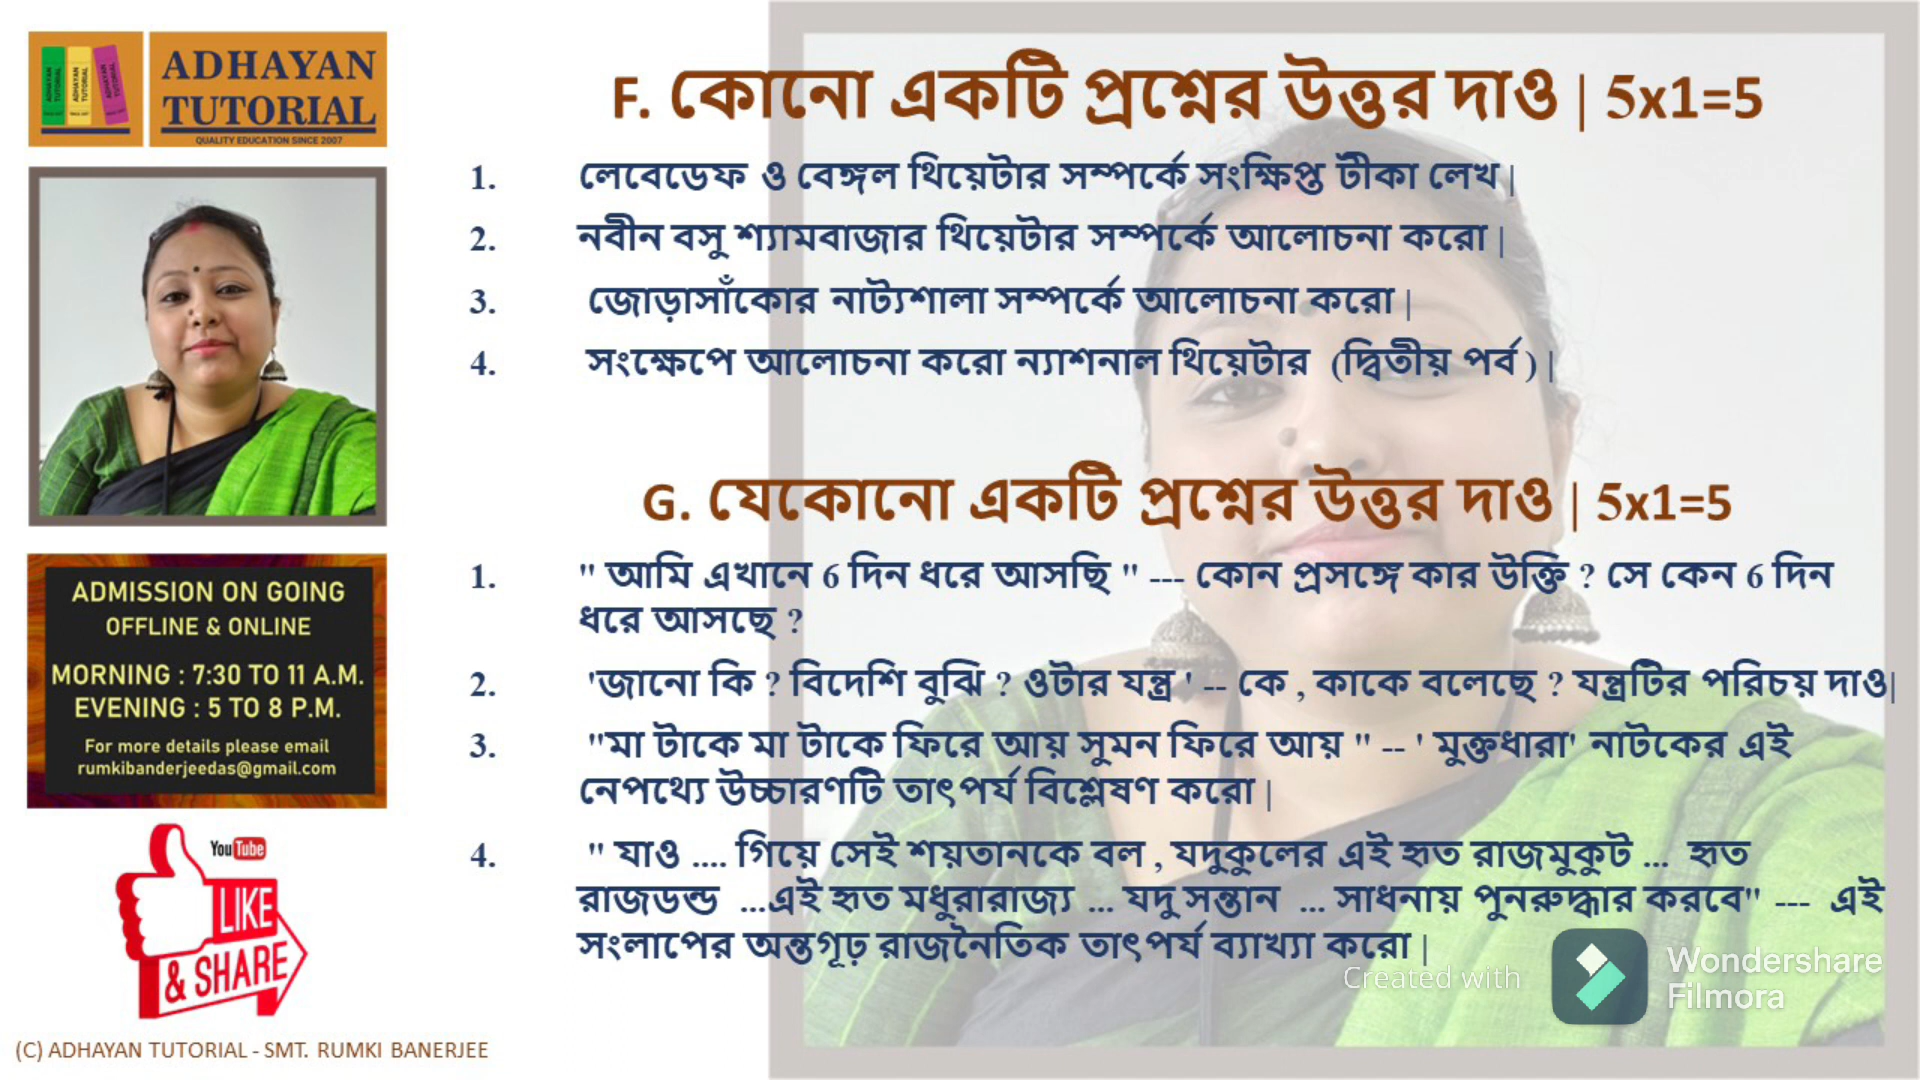 ADHAYAN
TUTORIAL
QUALITY EDUCATION SINCE 2007
F. কোনো একটি প্রশ্নের উত্তর দাও | 5x1=5
1. লেবেডেফ ও বেঙ্গল থিয়েটার সম্পর্কে সংক্ষিপ্ত টীকা লেখ |
2. নবীন বসু শ্যামবাজার থিয়েটার সম্পর্কে আলোচনা করো |
3. জোড়াসাঁকোর নাট্যশালা সম্পর্কে আলোচনা করো |
4. সংক্ষেপে আলোচনা করো ন্যাশনাল থিয়েটার (দ্বিতীয় পর্ব ) |
G. যেকোনো একটি প্রশ্নের উত্তর দাও | 5x1=5
1. " আমি এখানে 6 দিন ধরে আসছি " --- কোন প্রসঙ্গে কার উক্তি ? সে কেন 6 দিন
ধরে আসছে ?
2. 'জানো কি ? বিদেশি বুঝি ? ওটার যন্ত্র ' -- কে , কাকে বলেছে ? যন্ত্রটির পরিচয় দাও|
3. "মা টাকে মা টাকে ফিরে আয় সুমন ফিরে আয় " -- ' মুক্তধারা' নাটকের এই
নেপথ্যে উচ্চারণটি তাৎপর্য বিশ্লেষণ করো |
4. " যাও .... গিয়ে সেই শয়তানকে বল , যদুকুলের এই হৃত রাজমুকুট ... হৃত
রাজডন্ড ...এই হৃত মধুরারাজ্য ... যদু সন্তান ... সাধনায় পুনরুদ্ধার করবে" --- এই
সংলাপের অন্তগূঢ় রাজনৈতিক তাৎপর্য ব্যাখ্যা করো |
ADMISSION ON GOING
OFFLINE & ONLINE
MORNING : 7:30 TO 11 A.M.
EVENING : 5 TO 8 P.M.
For more details please email
rumkibanderjeedas@gmail.com
YouTube
LIKE
& SHARE
(C) ADHAYAN TUTORIAL - SMT. RUMKI BANERJEE
Created with
Wondershare
Filmora